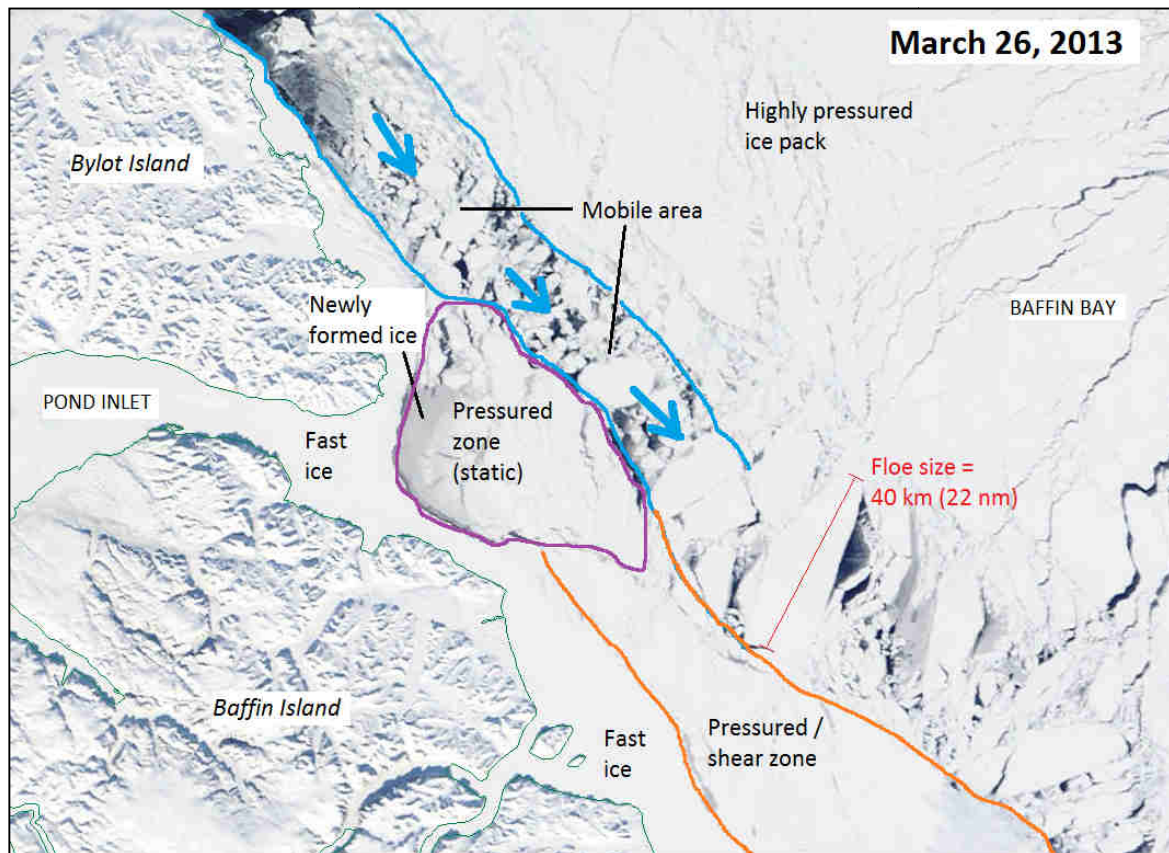 March 26, 2013
Highly pressured
ice pack
Bylot Island
Mobile area
Newly
formed ice
BAFFIN BAY
POND INLET
Fast
ice
Pressured
zone
(static)
Floe size =
40 km (22 nm)
Baffin Island
Fast
ice
Pressured /
shear zone